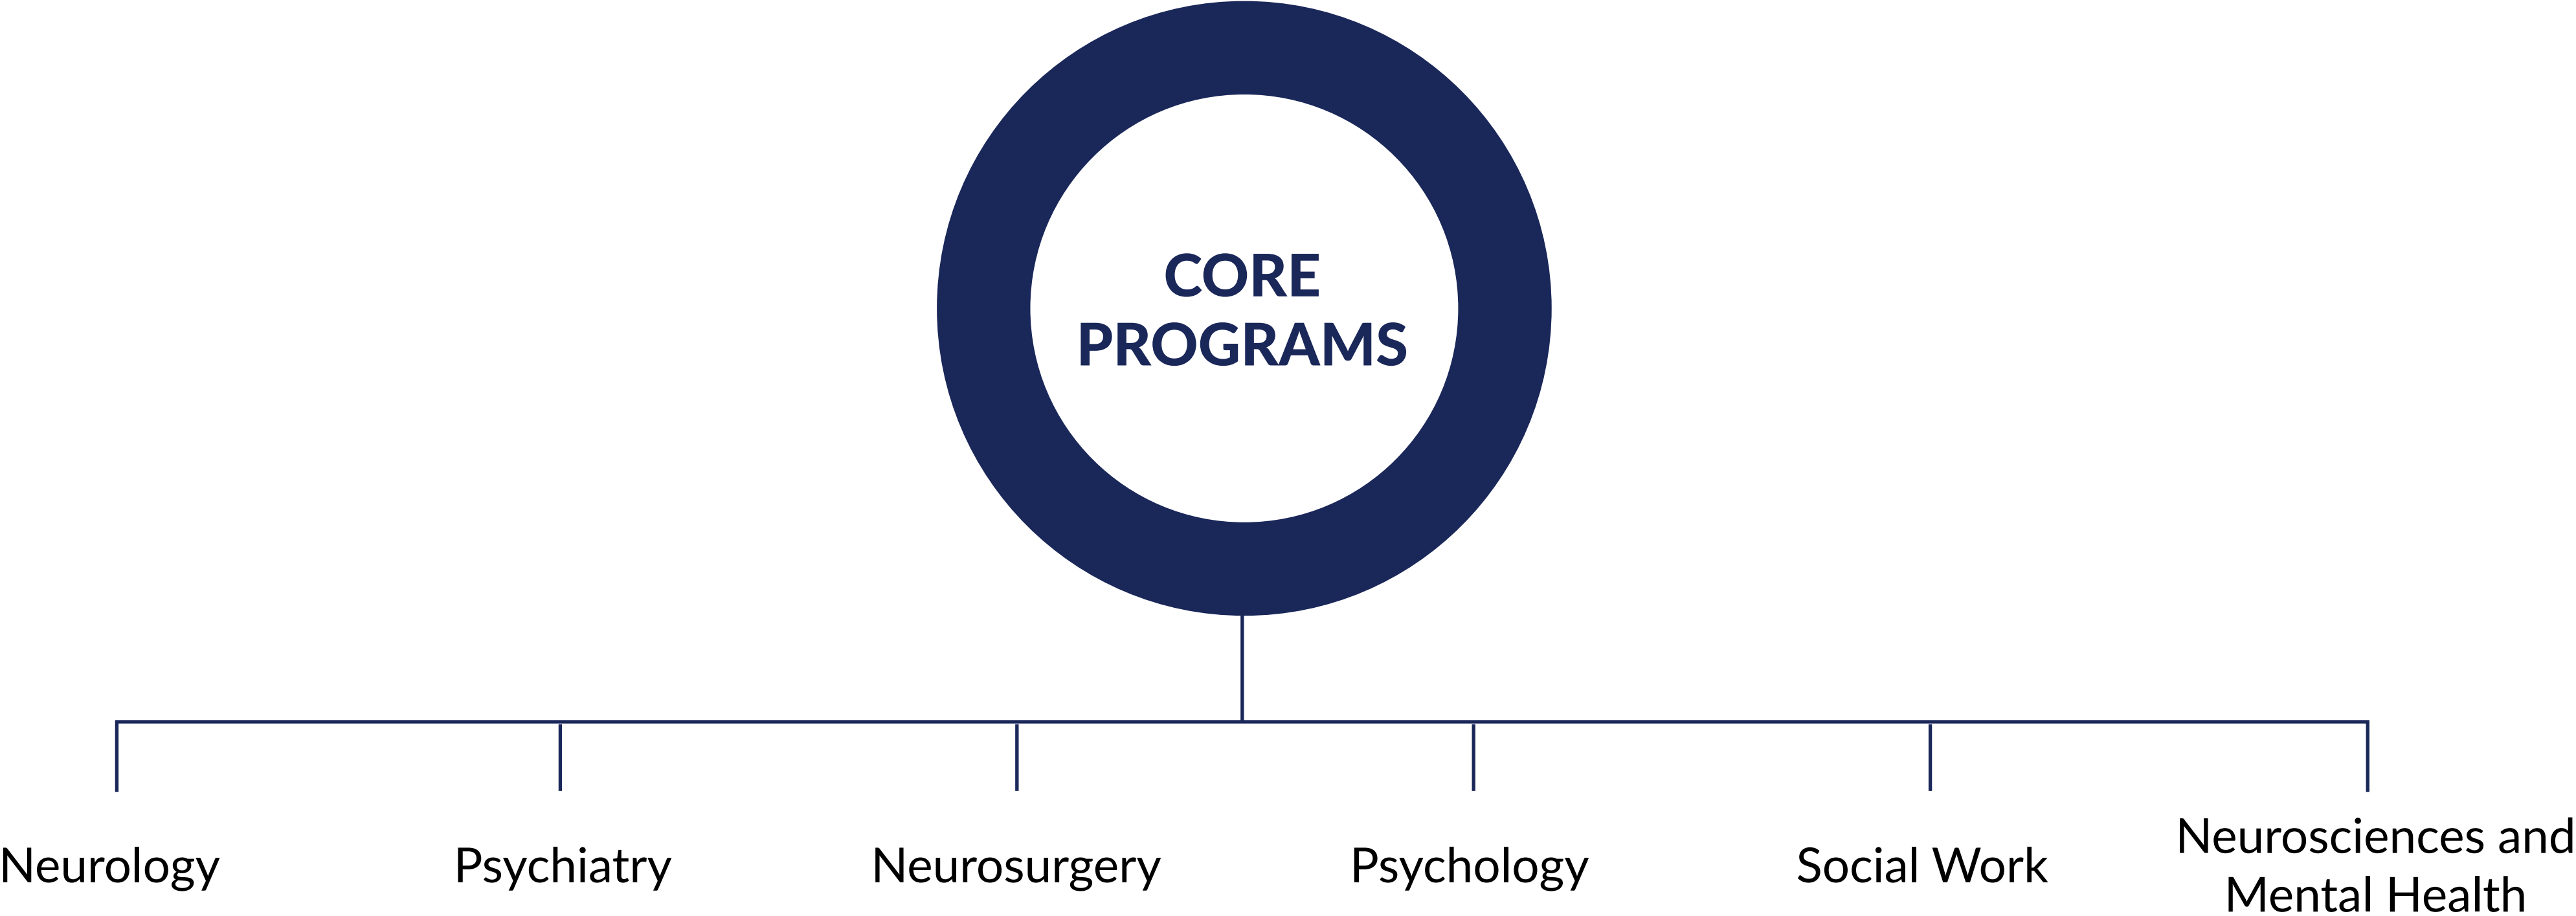 CORE
PROGRAMS
Neurology
Psychiatry
Neurosurgery
Psychology
Social Work
Neurosciences and
Mental Health